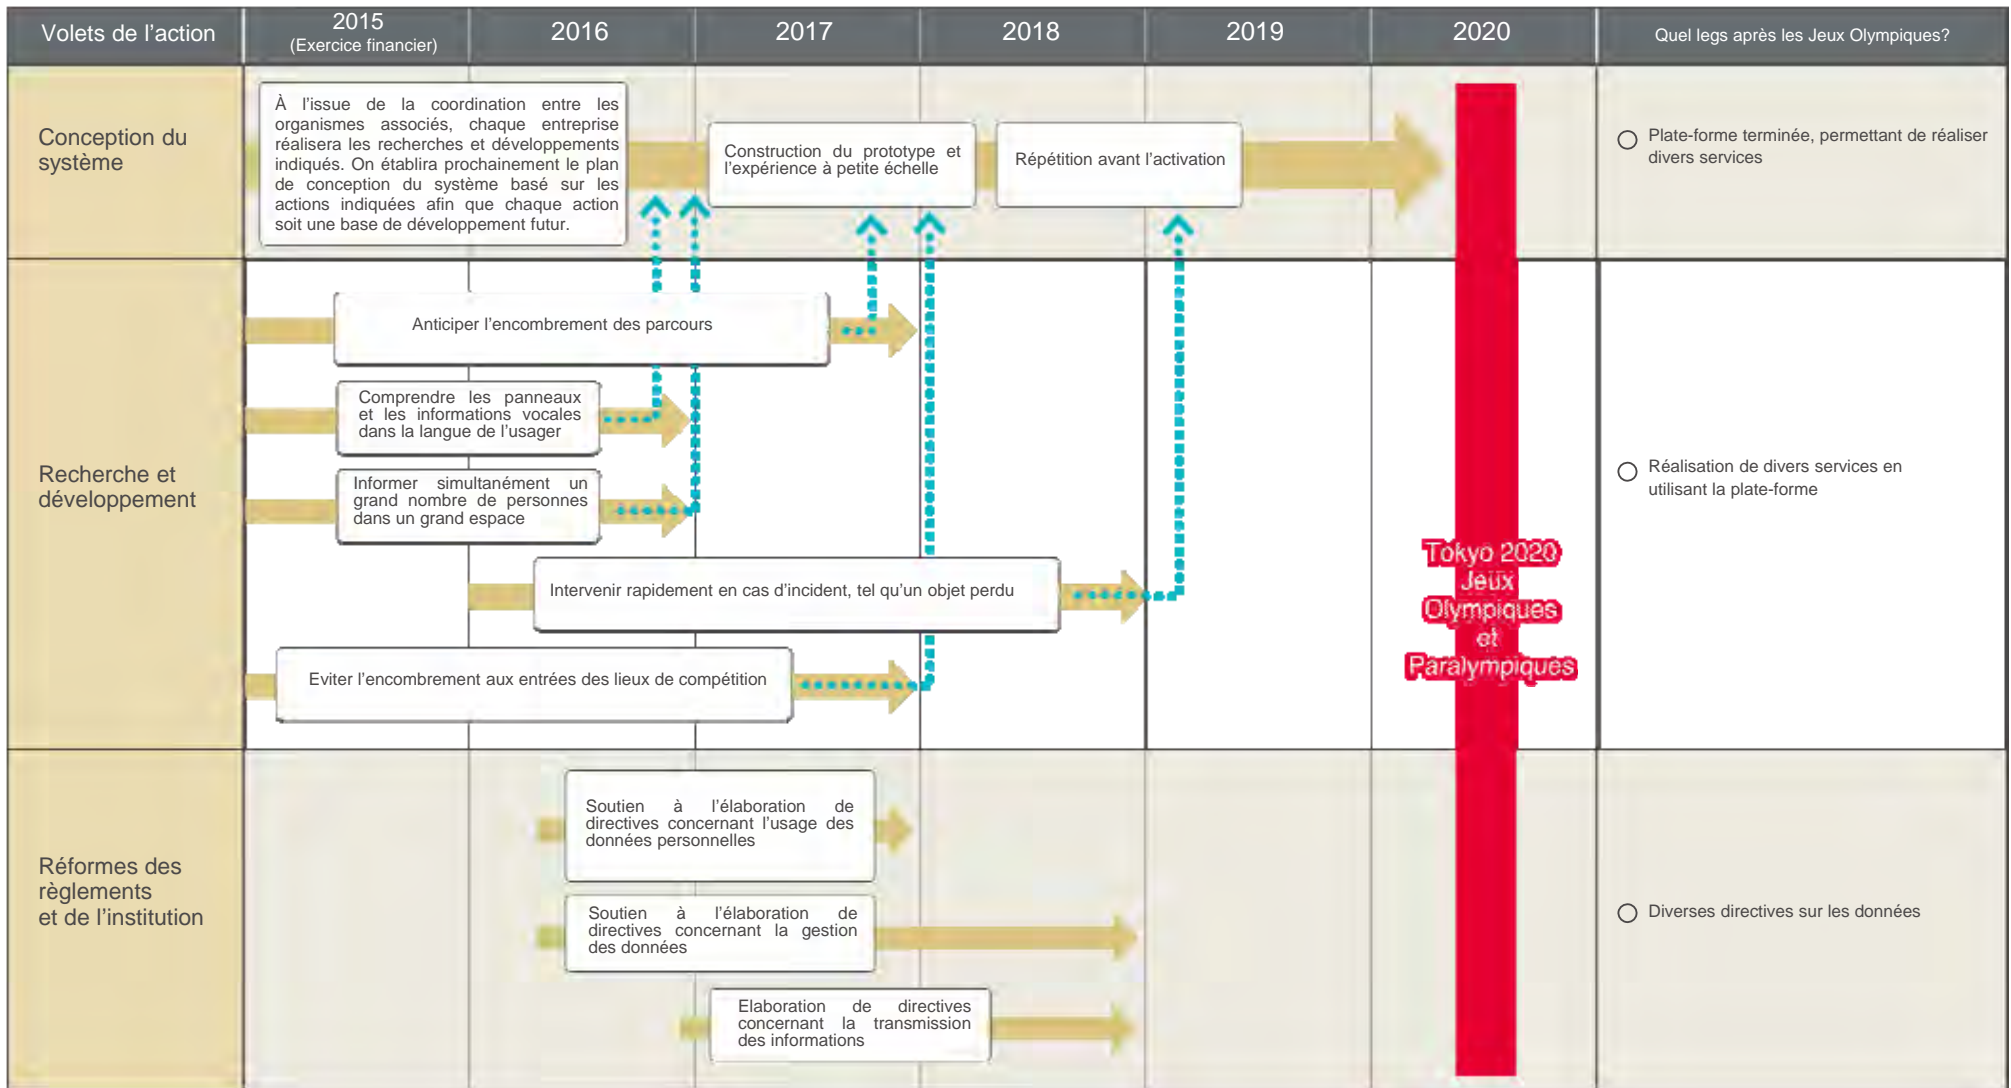 Volets de l’action
2015
(Exercice financier)
2016
2017
2018
2019
2020
Quel legs après les Jeux Olympiques?
Conception du
système
À l’issue de la coordination entre les
organismes associés, chaque entreprise
réalisera les recherches et développements
indiqués. On établira prochainement le plan
de conception du système basé sur les
actions indiquées afin que chaque action
soit une base de développement futur.
Construction du prototype et
l’expérience à petite échelle
Répétition avant l’activation
Plate-forme terminée, permettant de réaliser
divers services
Recherche et
développement
Anticiper l’encombrement des parcours
Comprendre les panneaux
et les informations vocales
dans la langue de l’usager
Informer simultanément un
grand nombre de personnes
dans un grand espace
Intervenir rapidement en cas d’incident, tel qu’un objet perdu
Eviter l’encombrement aux entrées des lieux de compétition
Tokyo 2020
Jeux
Olympiques
et
Paralympiques
Réalisation de divers services en
utilisant la plate-forme
Réformes des
règlements
et de l’institution
Soutien à l’élaboration de
directives concernant l’usage des
données personnelles
Soutien à l’élaboration de
directives concernant la gestion
des données
Elaboration de directives
concernant la transmission
des informations
Diverses directives sur les données